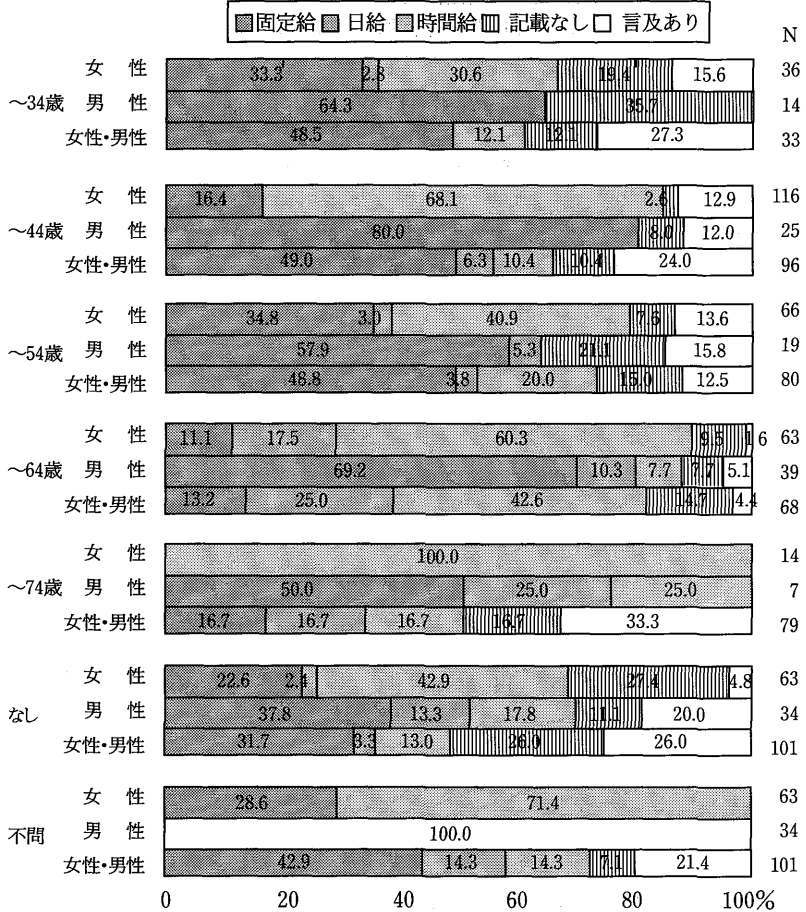 固定給 日給 時間給 記載なし 言及あり
N
女性 33.3 2.8 30.6 19.4 15.6 36
~34歳 男性 64.3 35.7 14
女性・男性 48.5 12.1 12.1 27.3 33
女性 16.4 68.1 2.6 12.9 116
~44歳 男性 80.0 8.0 12.0 25
女性・男性 49.0 6.3 10.4 10.4 24.0 96
女性 34.8 3.0 40.9 7.6 13.6 66
~54歳 男性 57.9 5.3 21.1 15.8 19
女性・男性 48.8 3.8 20.0 15.0 12.5 80
女性 11.1 17.5 60.3 9.5 1.6 63
~64歳 男性 69.2 10.3 7.7 7.7 5.1 39
女性・男性 13.2 25.0 42.6 14.7 4.4 68
女性 100.0 14
~74歳 男性 50.0 25.0 25.0 7
女性・男性 16.7 16.7 16.7 16.7 33.3 79
女性 22.6 2.4 42.9 27.4 4.8 63
なし 男性 37.8 13.3 17.8 11.1 20.0 34
女性・男性 31.7 3.3 13.0 26.0 26.0 101
女性 28.6 71.4 63
不問 男性 100.0 34
女性・男性 42.9 14.3 14.3 7.1 21.4 101
0 20 40 60 80 100%